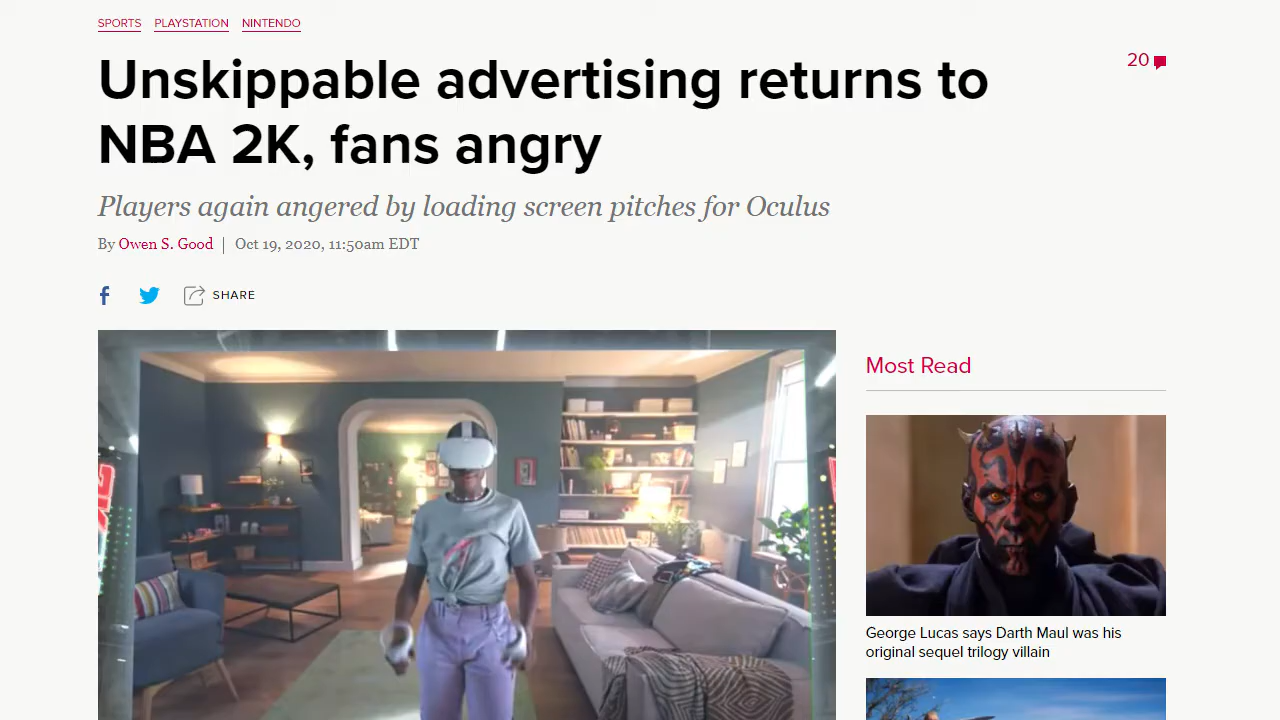 SPORTS PLAYSTATION NINTENDO
Unskippable advertising returns to
NBA 2K, fans angry
20
Players again angered by loading screen pitches for Oculus
By Owen S. Good | Oct 19, 2020, 11:50am EDT
SHARE
Most Read
George Lucas says Darth Maul was his
original sequel trilogy villain